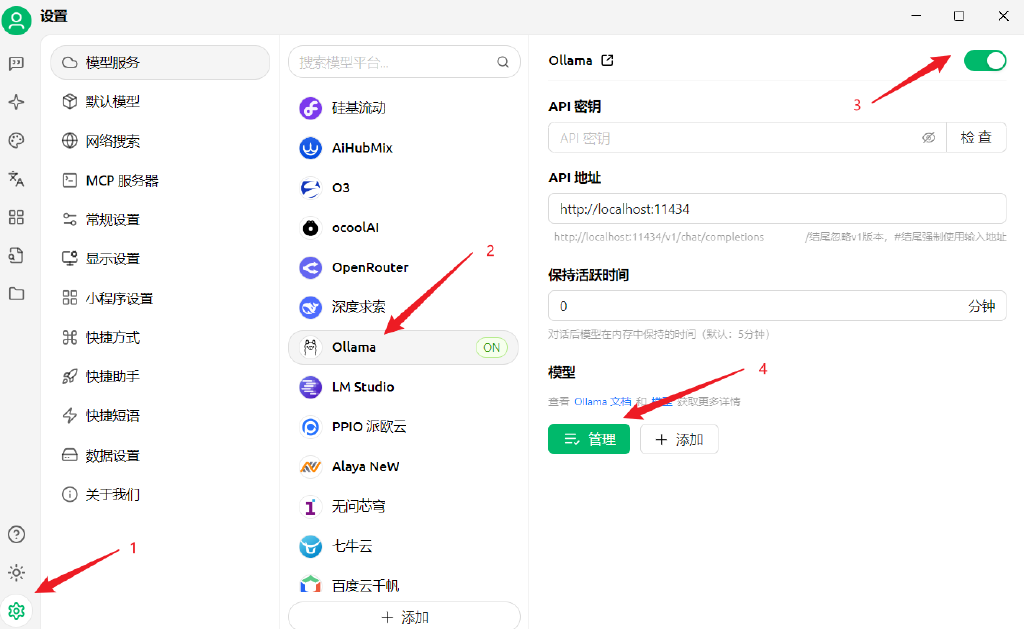 设置
模型服务
默认模型
网络搜索
MCP 服务器
常规设置
显示设置
小程序设置
快捷方式
快捷助手
快捷短语
数据设置
关于我们
1
搜索模型平台...
硅基流动
AiHubMix
O3
ocoolAI
OpenRouter
深度求索
Ollama ON
LM Studio
PPIO 派欧云
Alaya NeW
无问芯穹
七牛云
百度云千帆
添加
2
Ollama
3
API 密钥
API 密钥 检 查
API 地址
http://localhost:11434
http://localhost:11434/v1/chat/completions /结尾忽略v1版本，#结尾强制使用输入地址
保持活跃时间
0 分钟
对话后模型在内存中保持的时间（默认：5分钟）
4
模型
查看 Ollama 文档 和 模型 获取更多详情
管理 添加